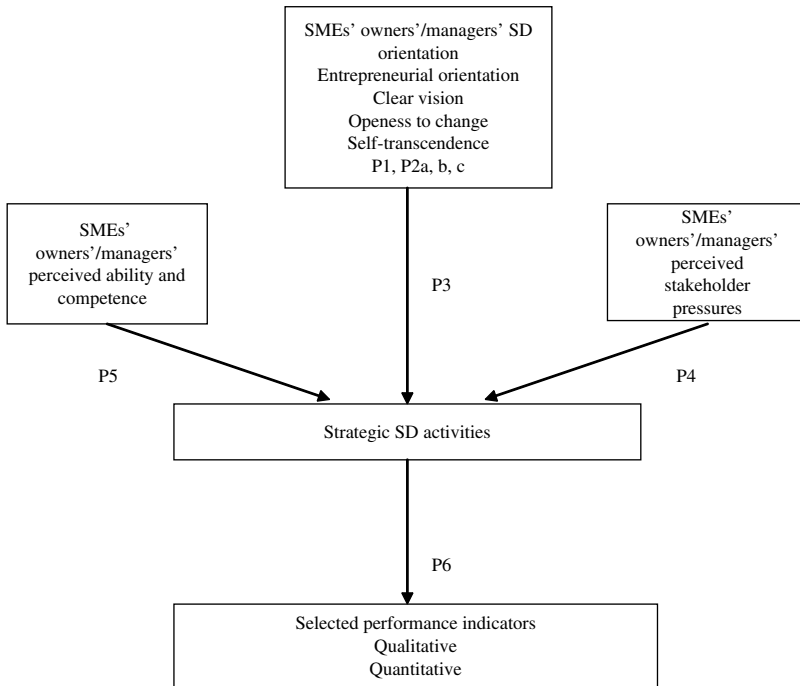 SMEs' owners'/managers' SD
orientation
Entrepreneurial orientation
Clear vision
Openess to change
Self-transcendence
P1, P2a, b, c
SMEs'
owners'/managers'
perceived ability and
competence
SMEs'
owners'/managers'
perceived
stakeholder
pressures
P3
P5
P4
Strategic SD activities
P6
Selected performance indicators
Qualitative
Quantitative